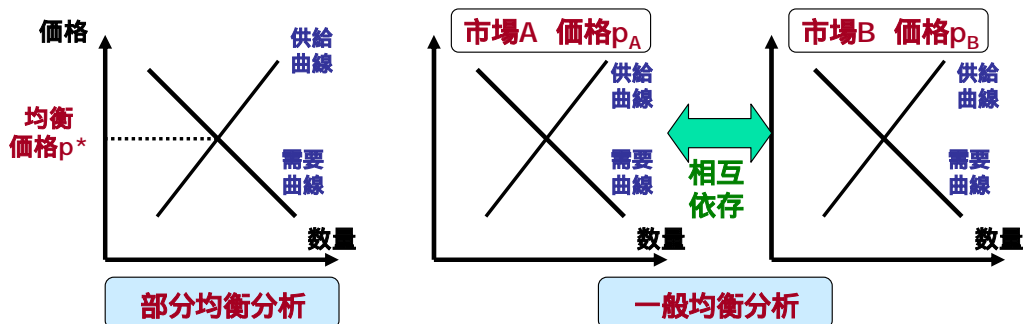 価格
供給
曲線
均衡
価格p*
需要
曲線
数量
部分均衡分析
市場A 価格pA
供給
曲線
需要
曲線
数量
相互
依存
市場B 価格pB
供給
曲線
需要
曲線
数量
一般均衡分析